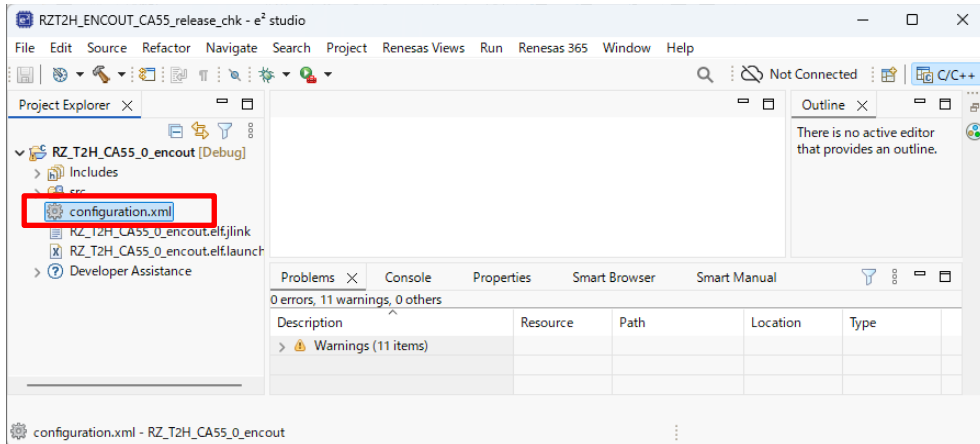 RZT2H_ENCOUT_CA55_release_chk - e² studio
File Edit Source Refactor Navigate Search Project Renesas Views Run Renesas 365 Window Help
Not Connected C/C++
Project Explorer
Outline
There is no active editor
that provides an outline.
RZ_T2H_CA55_0_encout [Debug]
Includes
src
configuration.xml
RZ_T2H_CA55_0_encout.elf.jlink
RZ_T2H_CA55_0_encout.elf.launch
Developer Assistance
Problems Console Properties Smart Browser Smart Manual
0 errors, 11 warnings, 0 others
Description Resource Path Location Type
Warnings (11 items)
configuration.xml - RZ_T2H_CA55_0_encout